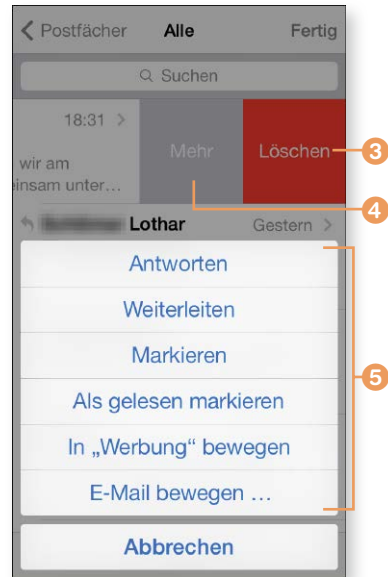 Postfächer Alle Fertig
Suchen
18:31
wir am
einsam unter…
Mehr
Löschen
3
4
Lothar Gestern
Antworten
Weiterleiten
Markieren
Als gelesen markieren
In „Werbung“ bewegen
E-Mail bewegen …
5
Abbrechen